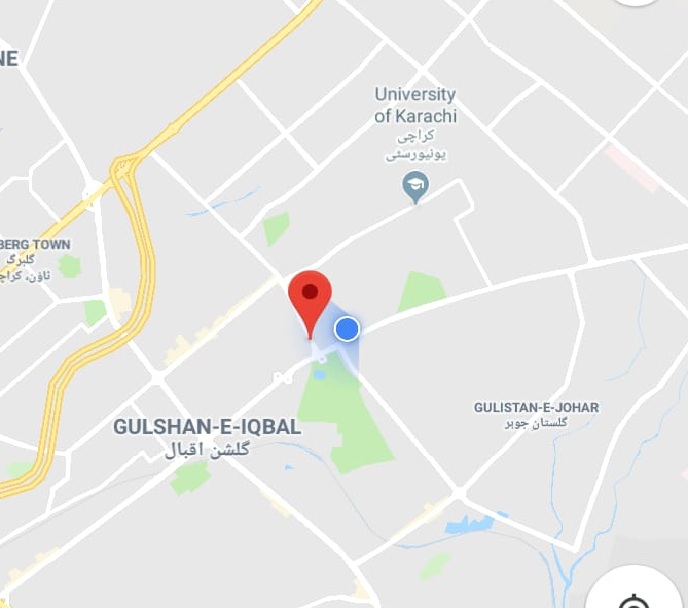 NE
University
of Karachi
کراچی
یونیورسٹی
BERG TOWN
گلبرگ
ٹاؤن، کراچ
GULSHAN-E-IQBAL
گلشن اقبال
GULISTAN-E-JOHAR
گلستان جوہر